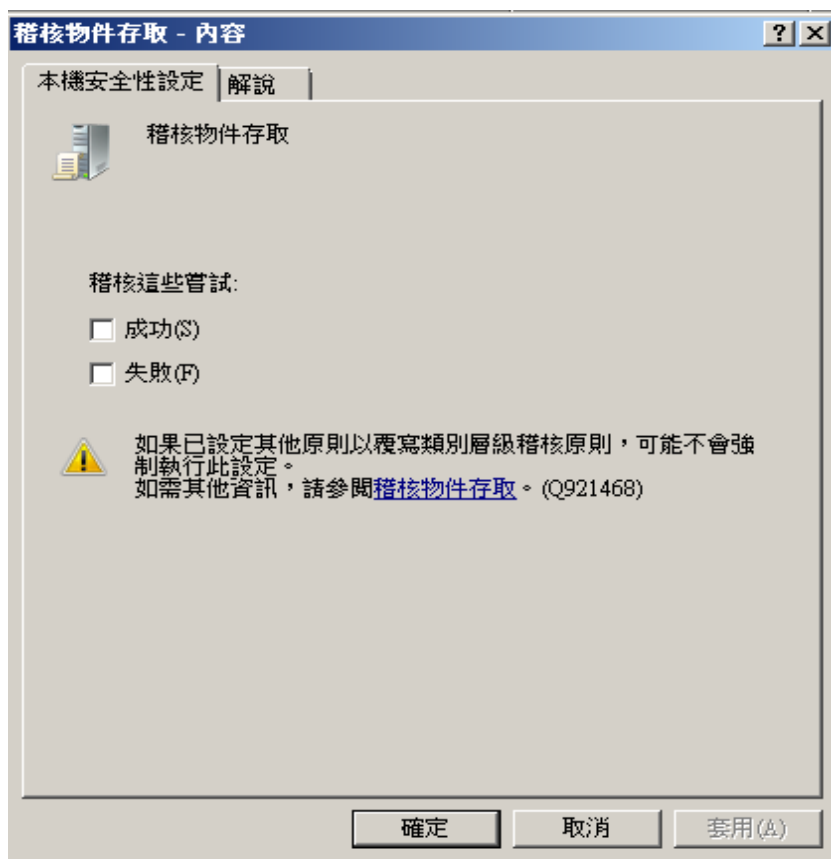 稽核物件存取 - 內容
本機安全性設定
解說
稽核物件存取
稽核這些嘗試:
成功(S)
失敗(F)
如果已設定其他原則以覆寫類別層級稽核原則，可能不會強
制執行此設定。
如需其他資訊，請參閱稽核物件存取。(Q921468)
確定
取消
套用(A)